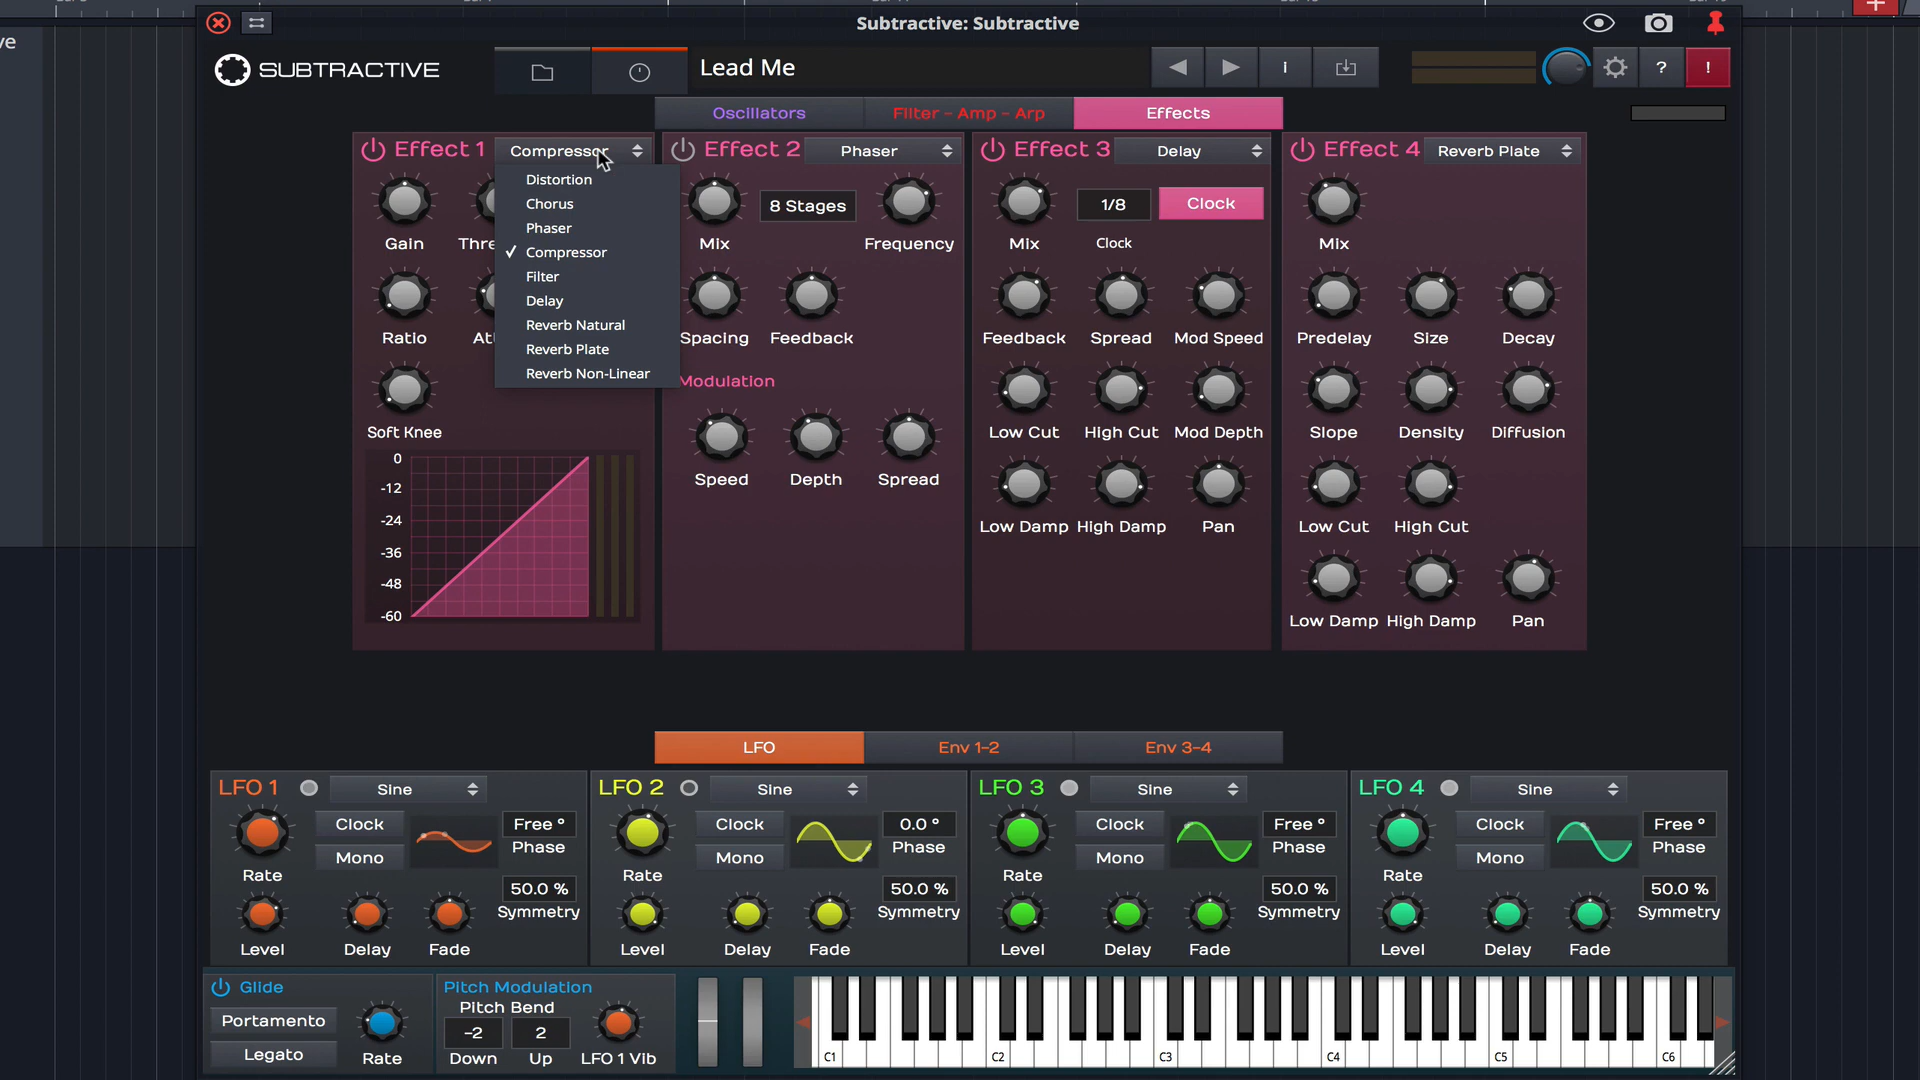 ve
Subtractive: Subtractive
SUBTRACTIVE
Lead Me
i
?
!
Oscillators
Filter - Amp - Arp
Effects
Effect 1
Compressor
Distortion
Chorus
Phaser
✓ Compressor
Filter
Delay
Reverb Natural
Reverb Plate
Reverb Non-Linear
Gain
Thre
Ratio
Att
Soft Knee
0
-12
-24
-36
-48
-60
Effect 2
Phaser
8 Stages
Mix
Frequency
Spacing
Feedback
Modulation
Speed
Depth
Spread
Effect 3
Delay
1/8
Clock
Mix
Clock
Feedback
Spread
Mod Speed
Low Cut
High Cut
Mod Depth
Low Damp
High Damp
Pan
Effect 4
Reverb Plate
Mix
Predelay
Size
Decay
Slope
Density
Diffusion
Low Cut
High Cut
Low Damp
High Damp
Pan
LFO
Env 1-2
Env 3-4
LFO 1
Sine
Clock
Mono
Free °
Phase
Rate
50.0 %
Symmetry
Level
Delay
Fade
LFO 2
Sine
Clock
Mono
0.0 °
Phase
Rate
50.0 %
Symmetry
Level
Delay
Fade
LFO 3
Sine
Clock
Mono
Free °
Phase
Rate
50.0 %
Symmetry
Level
Delay
Fade
LFO 4
Sine
Clock
Mono
Free °
Phase
Rate
50.0 %
Symmetry
Level
Delay
Fade
Glide
Portamento
Legato
Rate
Pitch Modulation
Pitch Bend
-2
2
Down
Up
LFO 1 Vib
C1
C2
C3
C4
C5
C6